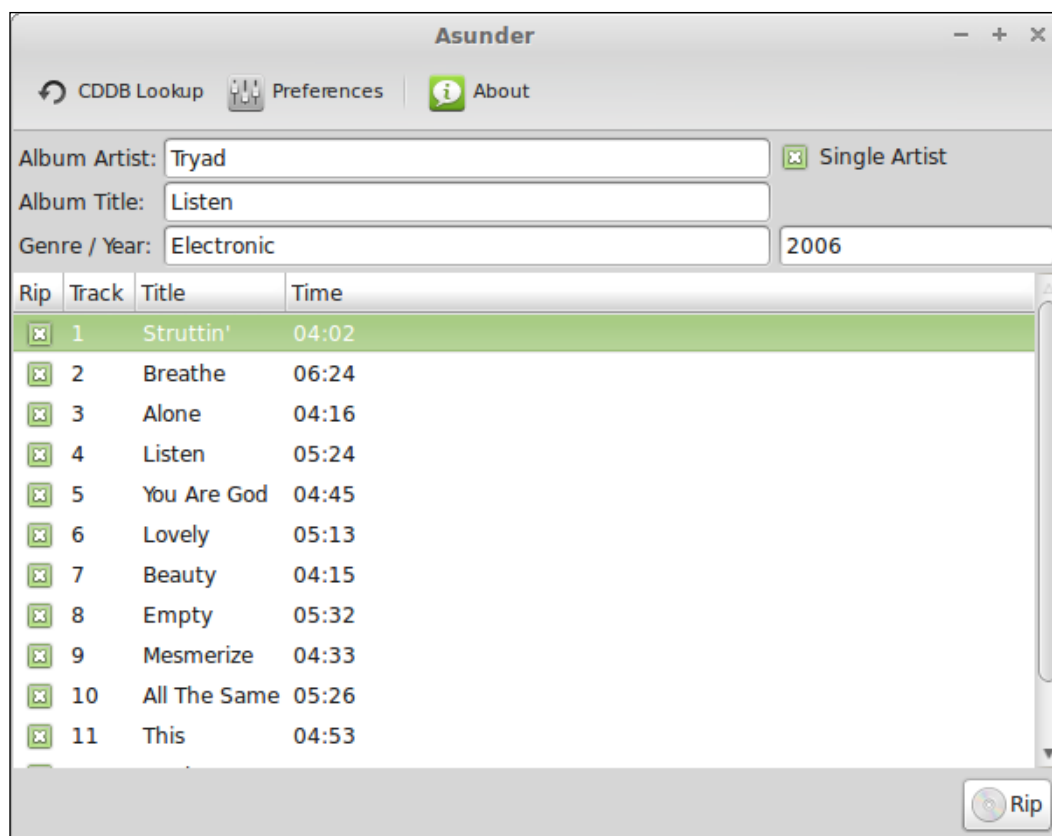 Asunder
CDDB Lookup Preferences About
Album Artist: Tryad Single Artist
Album Title: Listen
Genre / Year: Electronic 2006
Rip Track Title Time
1 Struttin' 04:02
2 Breathe 06:24
3 Alone 04:16
4 Listen 05:24
5 You Are God 04:45
6 Lovely 05:13
7 Beauty 04:15
8 Empty 05:32
9 Mesmerize 04:33
10 All The Same 05:26
11 This 04:53
Rip